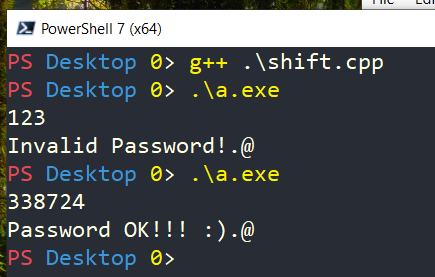 File Edit
PowerShell 7 (x64)
PS Desktop 0> g++ .\shift.cpp
PS Desktop 0> .\a.exe
123
Invalid Password!.@
PS Desktop 0> .\a.exe
338724
Password OK!!! :).@
PS Desktop 0>